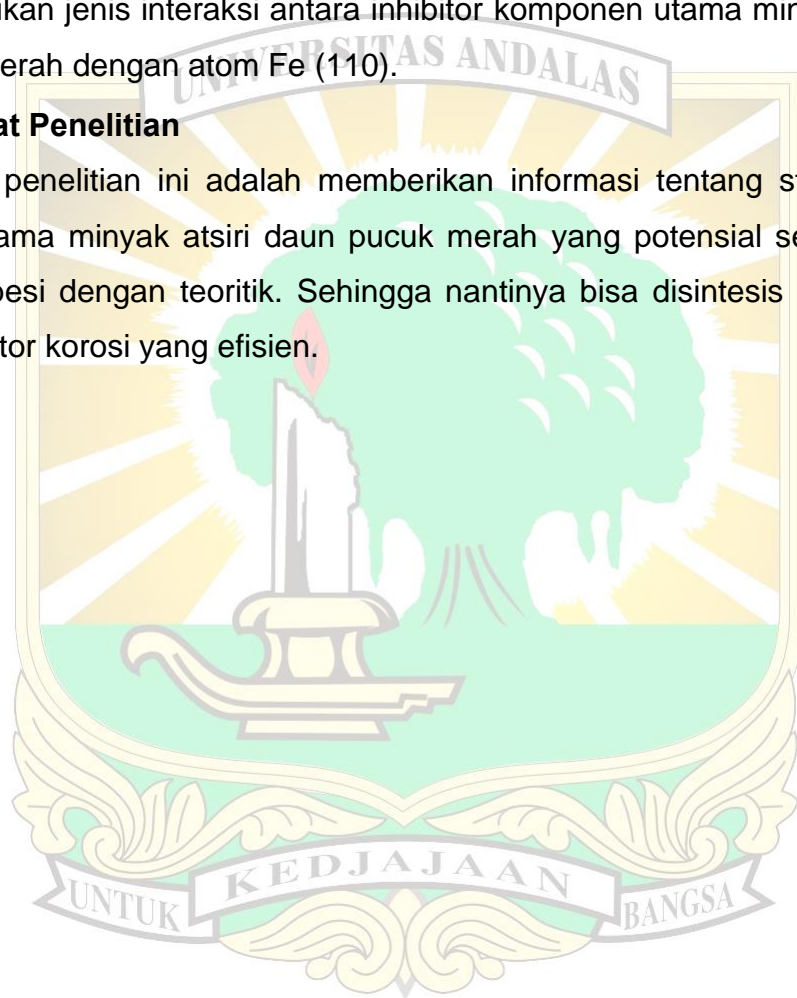 ukan jenis interaksi antara inhibitor komponen utama min
erah dengan atom Fe (110).
UNIVERSITAS ANDALAS
at Penelitian
penelitian ini adalah memberikan informasi tentang st
ama minyak atsiri daun pucuk merah yang potensial se
besi dengan teoritik. Sehingga nantinya bisa disintesis
tor korosi yang efisien.
UNTUK KEDJAJAAN BANGSA